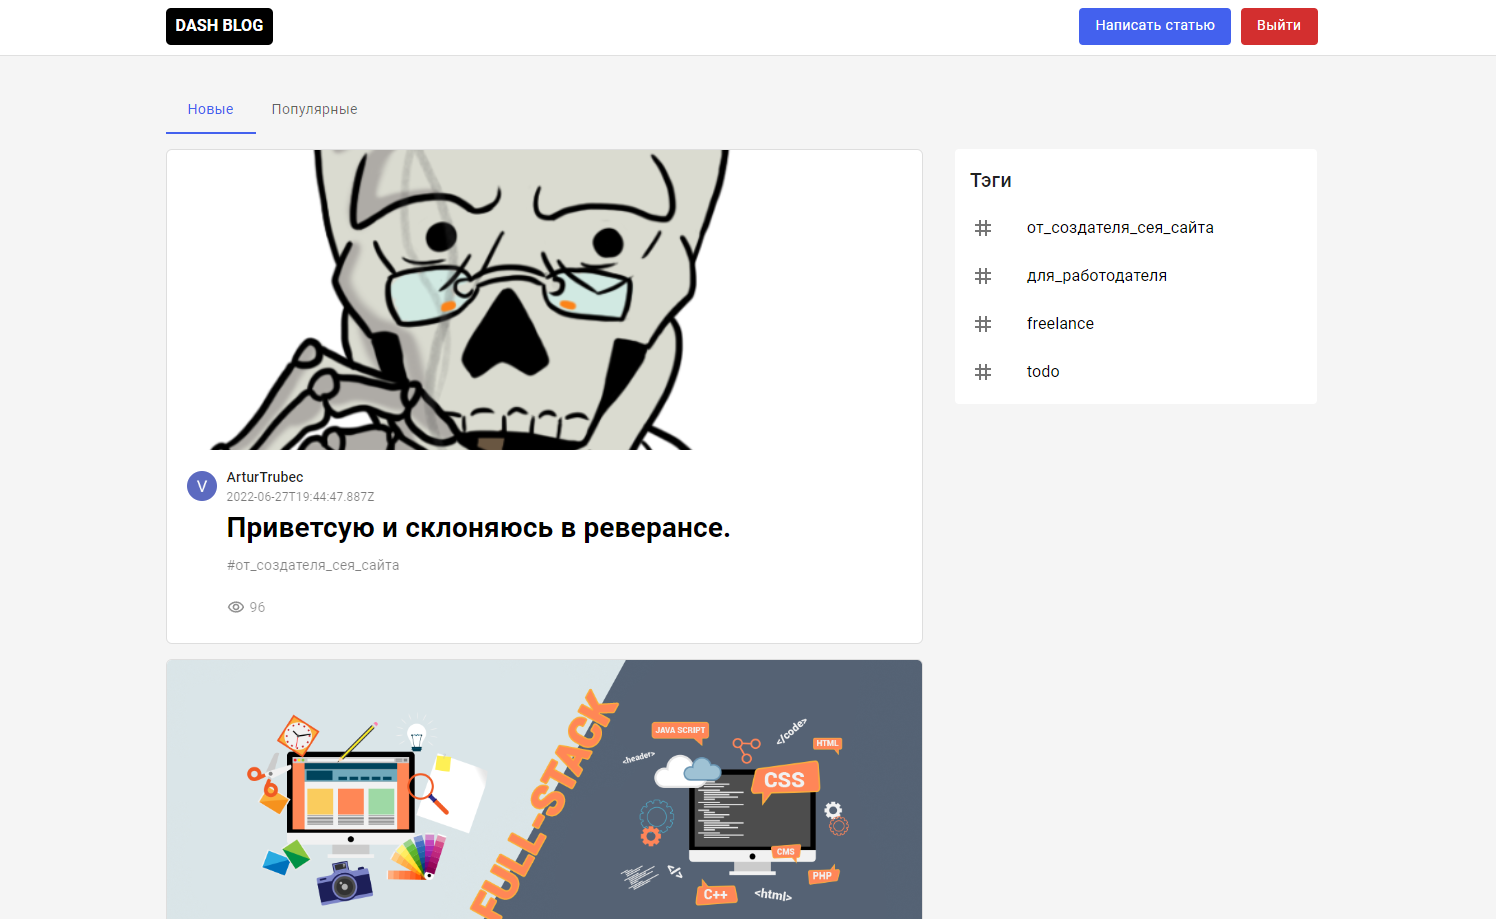 DASH BLOG
Написать статью
Выйти
Новые
Популярные
Тэги
от_создателя_сея_сайта
для_работодателя
freelance
todo
V
ArturTrubec
2022-06-27T19:44:47.887Z
Приветсую и склоняюсь в реверансе.
#от_создателя_сея_сайта
96
FULL-STACK
JAVA SCRIPT
</code>
HTML
<header>
CSS
CMS
</>
PHP
C++
<html>